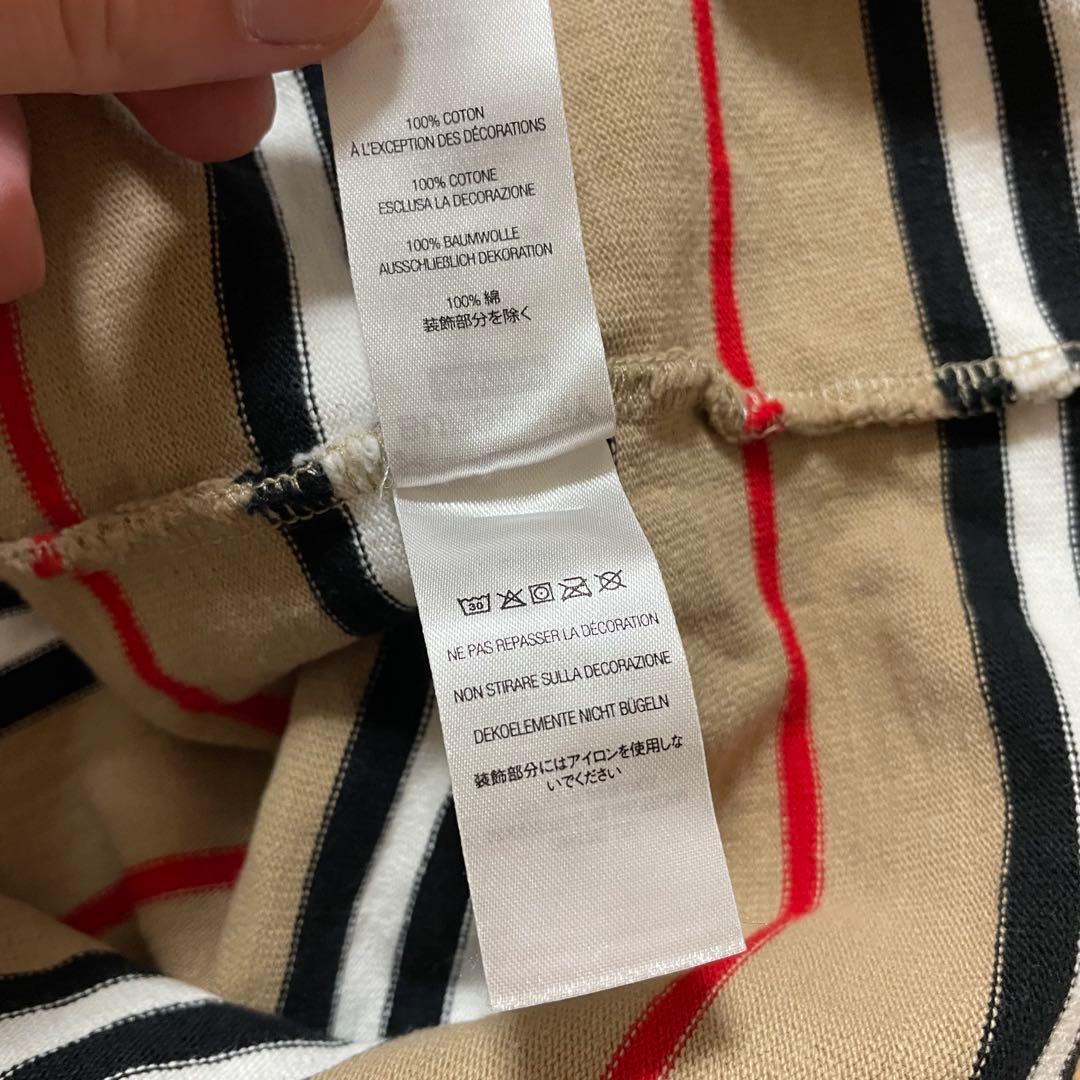 100% COTON
À L'EXCEPTION DES DÉCORATIONS
100% COTONE
ESCLUSA LA DECORAZIONE
100% BAUMWOLLE
AUSSCHLIEßLICH DEKORATION
100% 綿
装飾部分を除く
30
NE PAS REPASSER LA DÉCORATION
NON STIRARE SULLA DECORAZIONE
DEKOELEMENTE NICHT BÜGELN
装飾部分にはアイロンを使用しな
いでください